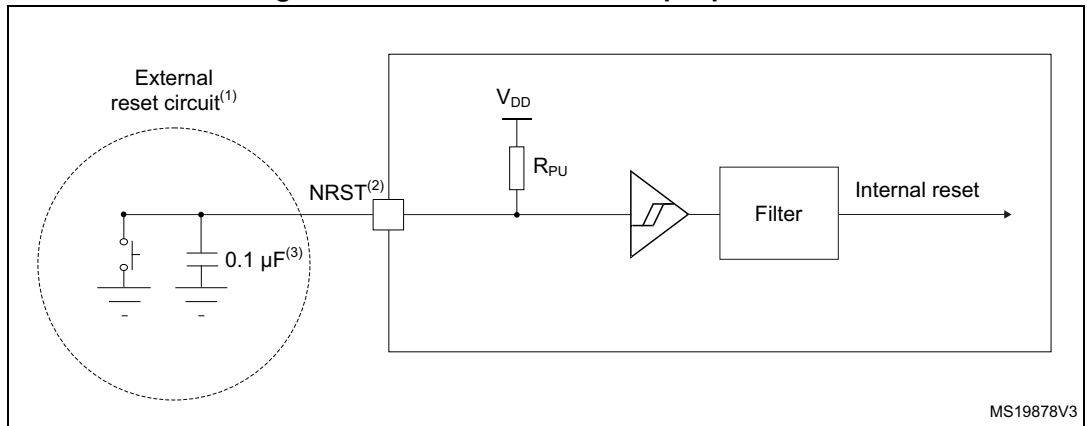 External
reset circuit(1)
VDD
RPU
NRST(2)
0.1 µF(3)
Filter
Internal reset
MS19878V3